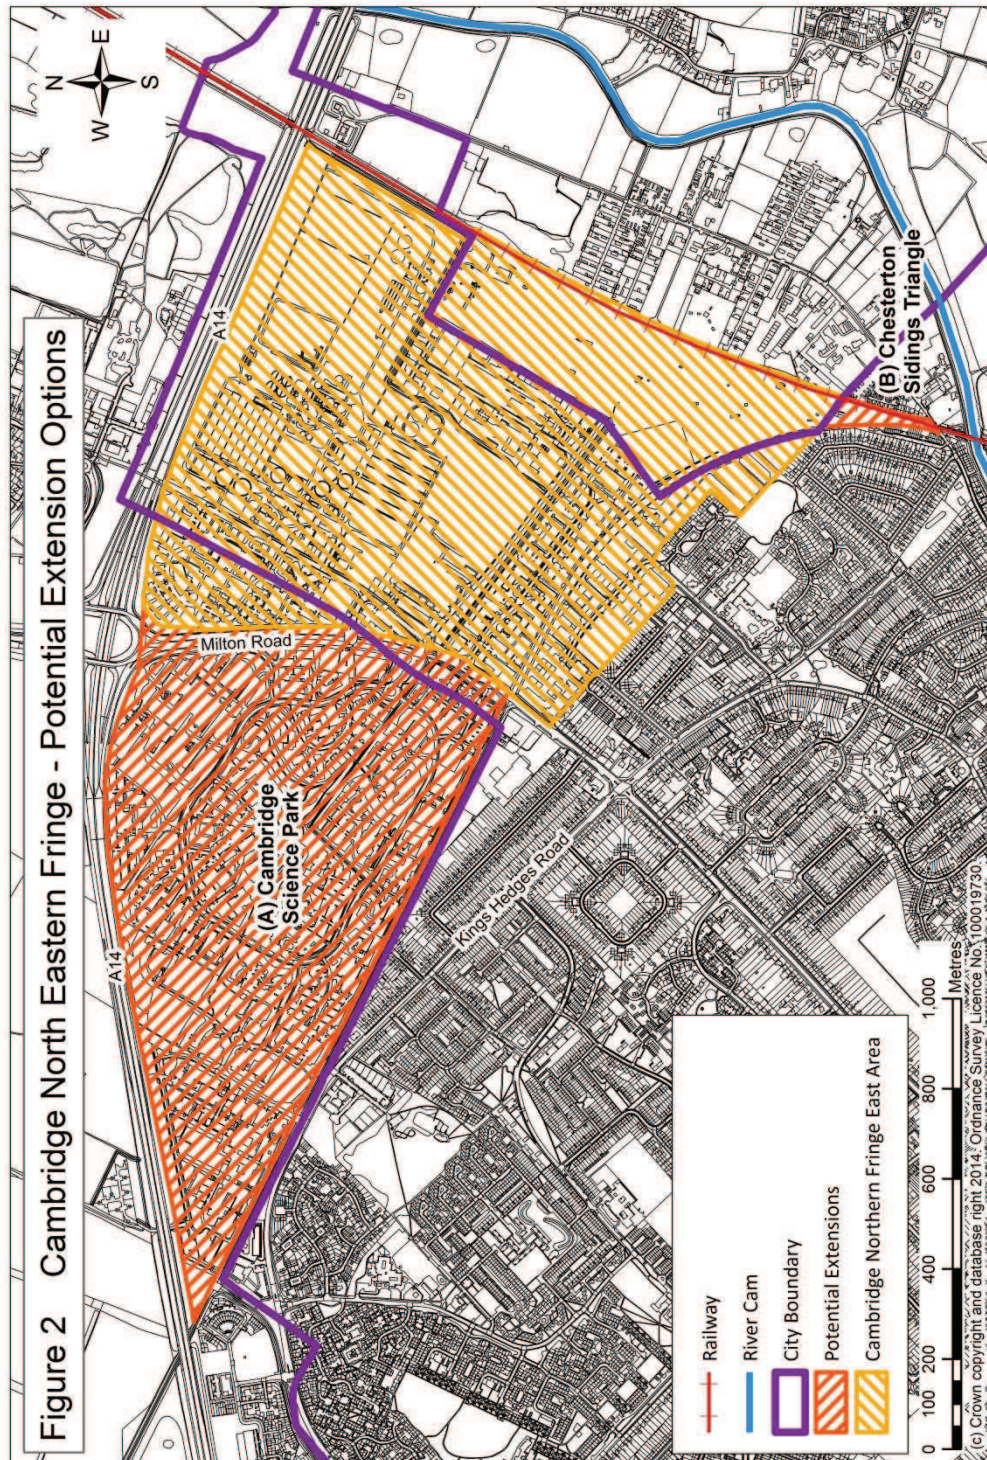 Figure 2 Cambridge North Eastern Fringe - Potential Extension Options
N
W E
S
A14
A14
Milton Road
(A) Cambridge
Science Park
(B) Chesterton
Sidings Triangle
Kings Hedges Road
Railway
River Cam
City Boundary
Potential Extensions
Cambridge Northern Fringe East Area
0 100 200 400 600 800 1,000
Metres
(c) Crown copyright and database right 2014. Ordnance Survey Licence No. 100019730.